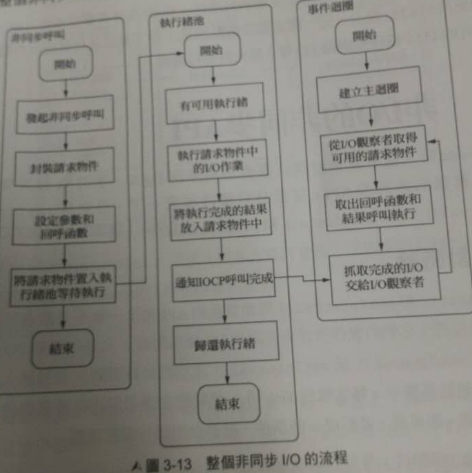 非同步呼叫
開始
發起非同步呼叫
封裝請求物件
設定參數和
回呼函數
將請求物件置入執
行緒池等待執行
結束
執行緒池
開始
有可用執行緒
執行請求物件中
的I/O作業
將執行完成的結果
放入請求物件中
通知IOCP呼叫完成
歸還執行緒
結束
事件迴圈
開始
建立主迴圈
從I/O觀察者取得
可用的請求物件
取出回呼函數和
結果呼叫執行
抓取完成的I/O
交給I/O觀察者
圖 3-13 整個非同步 I/O 的流程